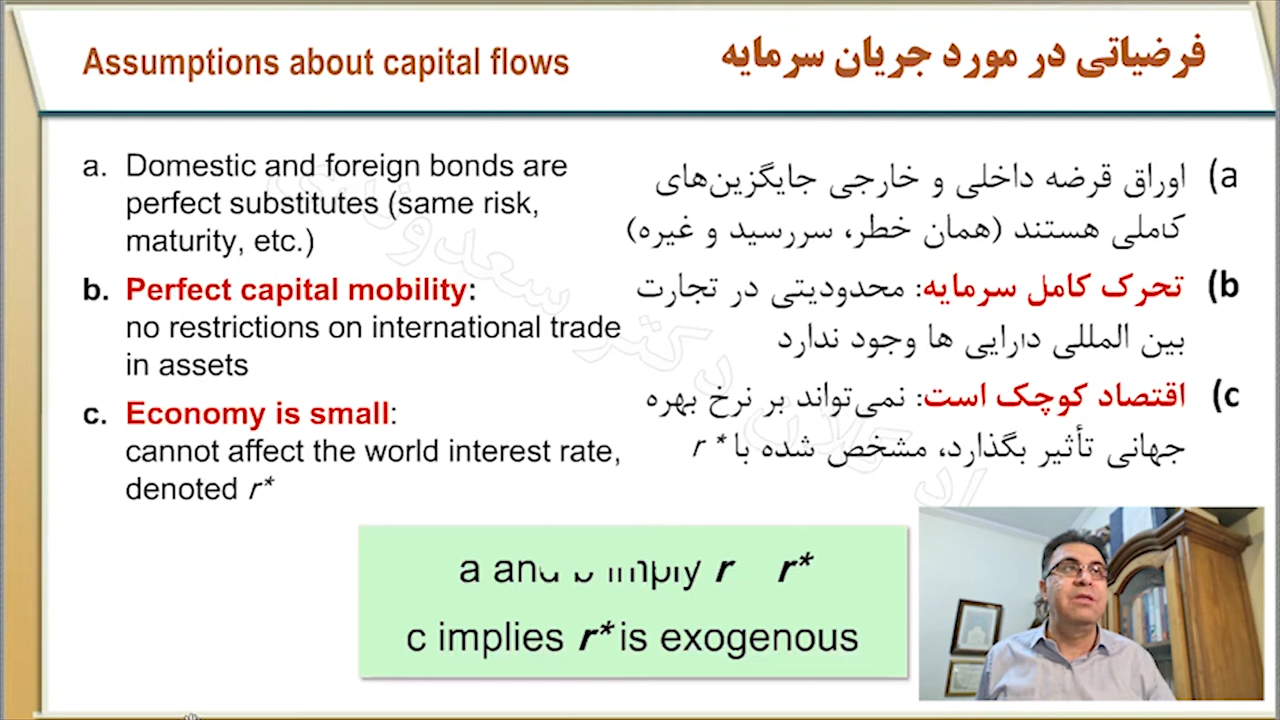 Assumptions about capital flows
فرضیاتی در مورد جریان سرمایه
a. Domestic and foreign bonds are
perfect substitutes (same risk,
maturity, etc.)
b. Perfect capital mobility:
no restrictions on international trade
in assets
c. Economy is small:
cannot affect the world interest rate,
denoted r*
a) اوراق قرضه داخلی و خارجی جایگزین‌های
کاملی هستند (همان خطر، سررسید و غیره)
b) تحرک کامل سرمایه: محدودیتی در تجارت
بین المللی دارایی ها وجود ندارد
c) اقتصاد کوچک است: نمی‌تواند بر نرخ بهره
جهانی تأثیر بگذارد، مشخص شده با r *
a and b imply r r*
c implies r* is exogenous